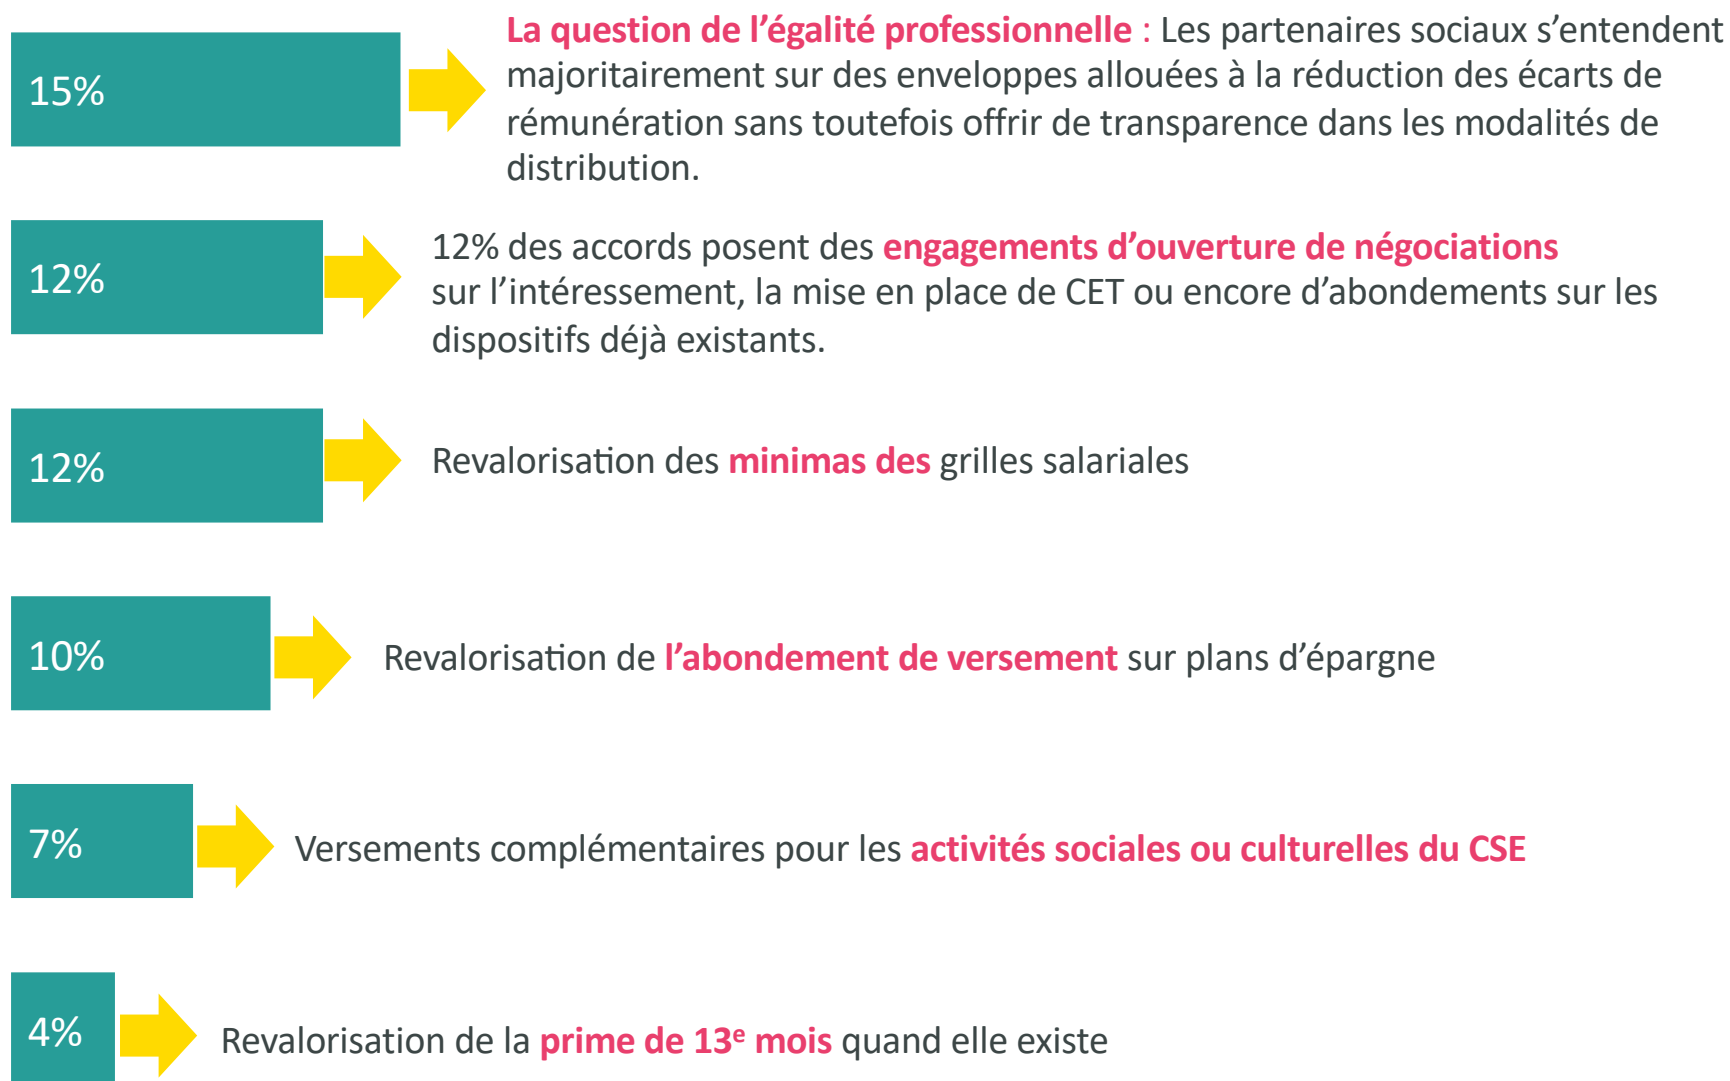 15%
La question de l’égalité professionnelle : Les partenaires sociaux s’entendent
majoritairement sur des enveloppes allouées à la réduction des écarts de
rémunération sans toutefois offrir de transparence dans les modalités de
distribution.
12%
12% des accords posent des engagements d’ouverture de négociations
sur l’intéressement, la mise en place de CET ou encore d’abondements sur les
dispositifs déjà existants.
12%
Revalorisation des minimas des grilles salariales
10%
Revalorisation de l’abondement de versement sur plans d’épargne
7%
Versements complémentaires pour les activités sociales ou culturelles du CSE
4%
Revalorisation de la prime de 13ᵉ mois quand elle existe